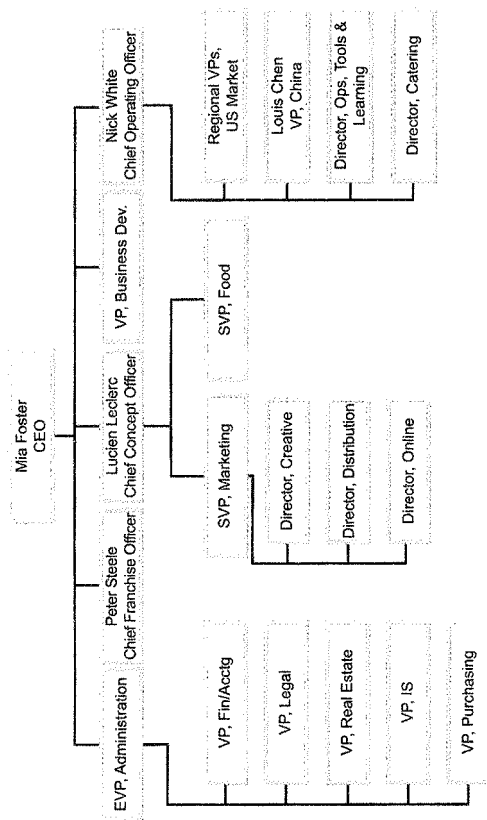 Mia Foster
CEO
EVP, Administration
Peter Steele
Chief Franchise Officer
Lucien Leclerc
Chief Concept Officer
VP, Business Dev.
Nick White
Chief Operating Officer
VP, Fin/Acctg
VP, Legal
VP, Real Estate
VP, IS
VP, Purchasing
SVP, Marketing
SVP, Food
Director, Creative
Director, Distribution
Director, Online
Regional VPs,
US Market
Louis Chen
VP, China
Director, Ops, Tools &
Learning
Director, Catering